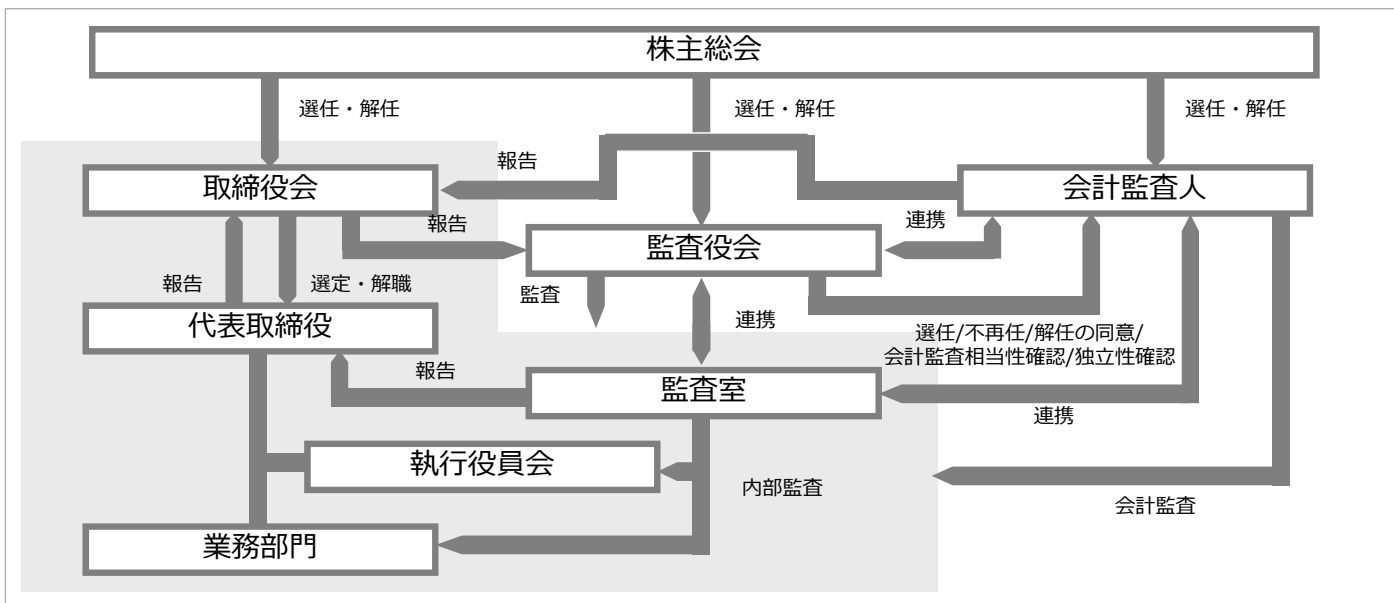 株主総会
選任・解任
選任・解任
選任・解任
報告
取締役会
会計監査人
報告
連携
監査役会
報告
選定・解職
監査
代表取締役
連携
選任/不再任/解任の同意/
会計監査相当性確認/独立性確認
報告
監査室
連携
執行役員会
内部監査
会計監査
業務部門